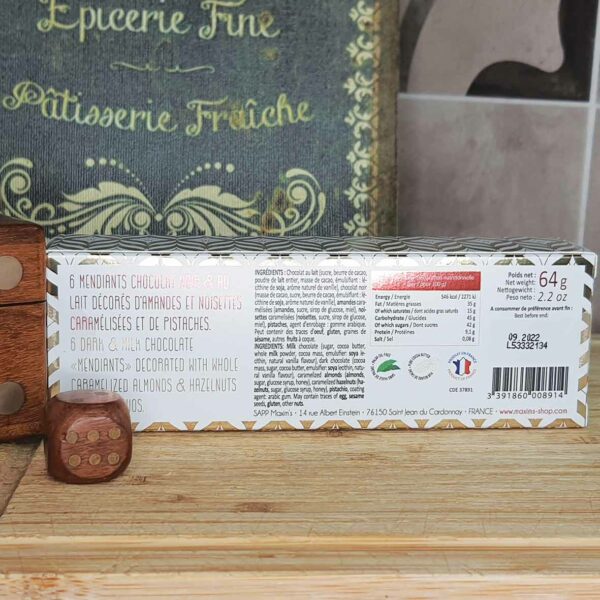 Epicerie Fine
Pâtisserie Fraîche
6 MENDIANTS CHOCOLAT NOIR & AU
LAIT DÉCORÉS D'AMANDES ET NOISETTES
CARAMÉLISÉES ET DE PISTACHES.
6 DARK & MILK CHOCOLATE
«MENDIANTS» DECORATED WITH WHOLE
CARAMELIZED ALMONDS & HAZELNUTS
INGRÉDIENTS : Chocolat au lait (sucre, beurre de cacao,
poudre de lait entier, masse de cacao, émulsifiant :
lécithine de soja, arôme naturel de vanille), chocolat noir
(masse de cacao, sucre, beurre de cacao, émulsifiant :
lécithine de soja, arôme naturel de vanille), amandes cara-
mélisées (amandes, sucre, sirop de glucose, miel), noi-
settes caramélisées (noisettes, sucre, sirop de glucose,
miel), pistaches, agent d'enrobage : gomme arabique.
Peut contenir des traces d'oeuf, gluten, graines de
sésame, autres fruits à coque.
INGREDIENTS: Milk chocolate (sugar, cocoa butter,
whole milk powder, cocoa mass, emulsifier: soya le-
cithin, natural vanilla flavour), dark chocolate (cocoa
mass, sugar, cocoa butter, emulsifier: soya lecithin, natu-
ral vanilla flavour), caramelized almonds (almonds,
sugar, glucose syrup, honey), caramelized hazelnuts (ha-
zelnuts, sugar, glucose syrup, honey), pistachio, coating
agent: arabic gum. May contain traces of egg, sesame
seeds, gluten, other nuts.
Energy / Energie 546 kcal / 2271 kJ
Fat / Matières grasses 35 g
Of which saturates / dont acides gras saturés 15 g
Carbohydrate / Glucides 45 g
Of which sugars / Dont sucres 42 g
Protein / Protéines 9,1 g
Salt / Sel 0,08 g
CDE 37891
Poids net :
Net weight:
Nettogewicht :
Peso neto :
64 g
2.2 oz
A consommer de préférence avant fin :
Best before end:
09 2022
L53332134
3 391860 008914
SAPP Maxim's • 14 rue Albert Einstein • 76150 Saint Jean du Cardonnay • FRANCE • www.maxims-shop.com